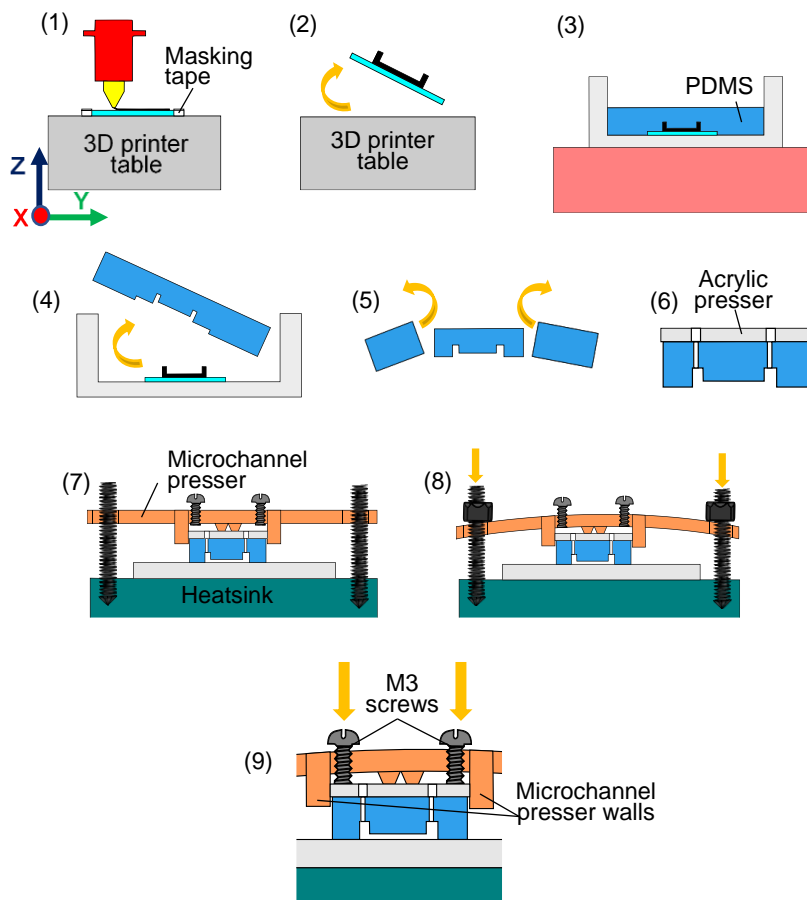 (1)
Masking
tape
3D printer
table
Z
Y
X
(2)
3D printer
table
(3)
PDMS
(4)
(5)
(6)
Acrylic
presser
(7)
Microchannel
presser
Heatsink
(8)
(9)
M3
screws
Microchannel
presser walls